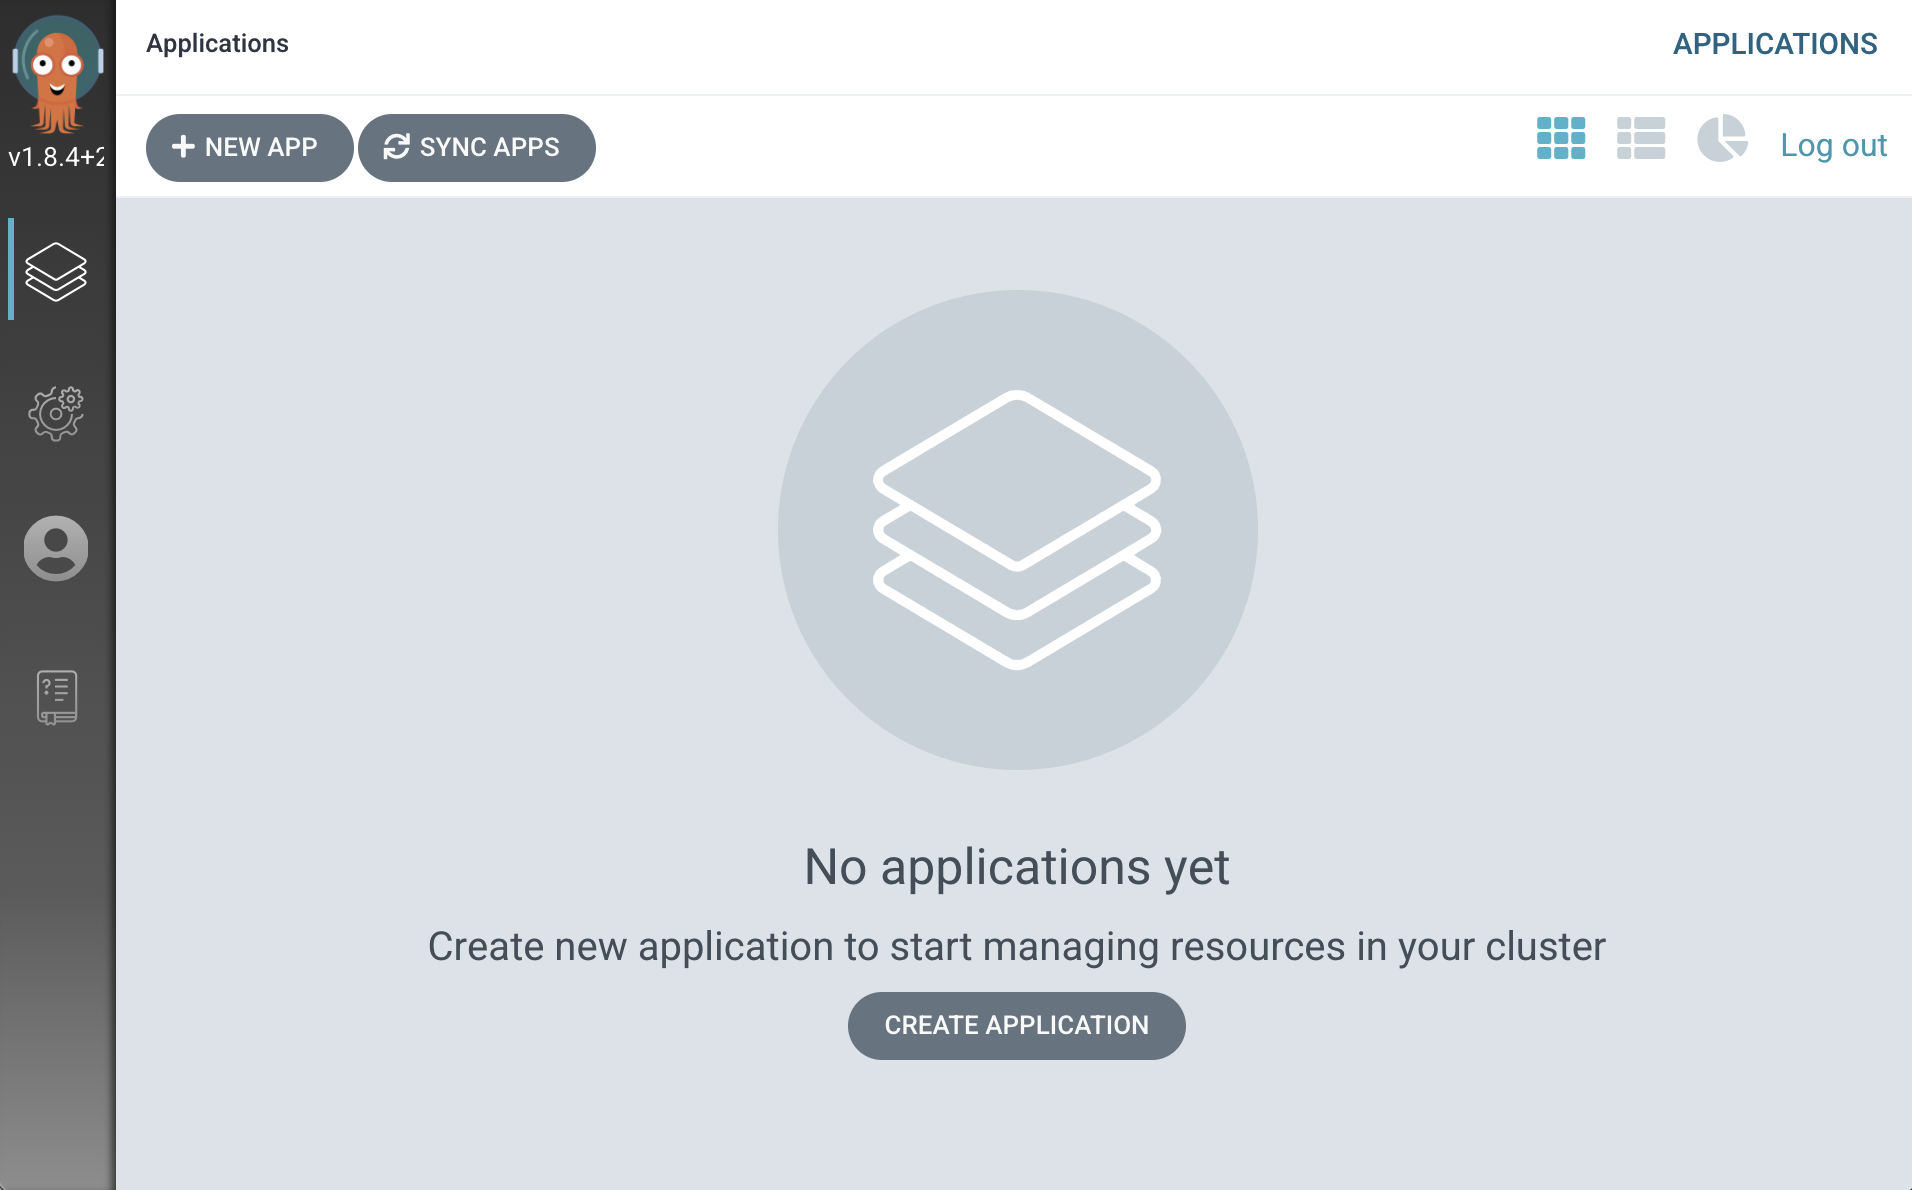 Applications
APPLICATIONS
v1.8.4+2
NEW APP
SYNC APPS
Log out
No applications yet
Create new application to start managing resources in your cluster
CREATE APPLICATION